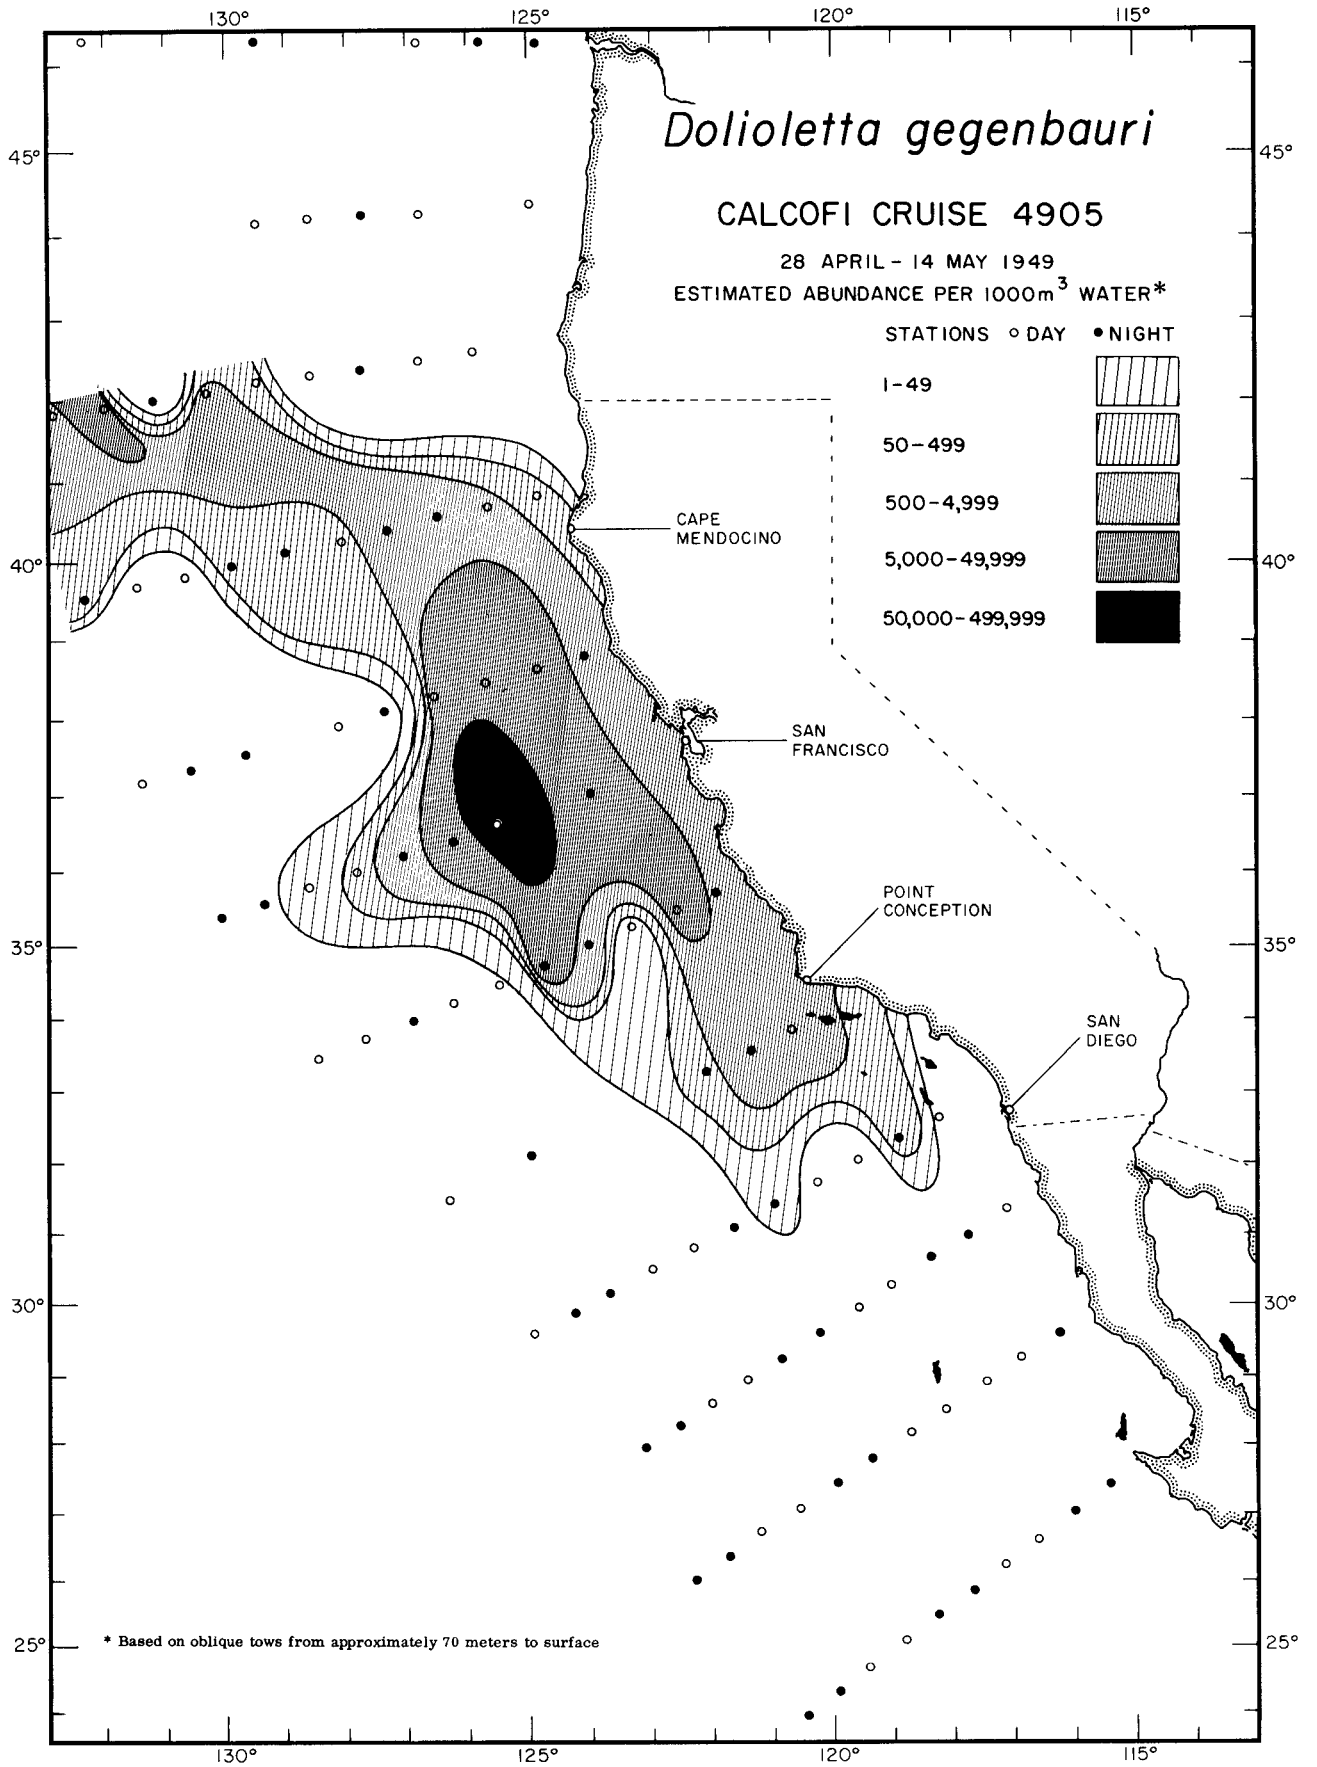 130° 125° 120° 115°
45° 45°
Dolioletta gegenbauri
CALCOFI CRUISE 4905
28 APRIL – 14 MAY 1949
ESTIMATED ABUNDANCE PER 1000m³ WATER*
STATIONS ○ DAY ● NIGHT
1–49
50–499
500–4,999
5,000–49,999
50,000–499,999
CAPE
MENDOCINO
40° 40°
SAN
FRANCISCO
POINT
CONCEPTION
35° 35°
SAN
DIEGO
30° 30°
* Based on oblique tows from approximately 70 meters to surface
25° 25°
130° 125° 120° 115°